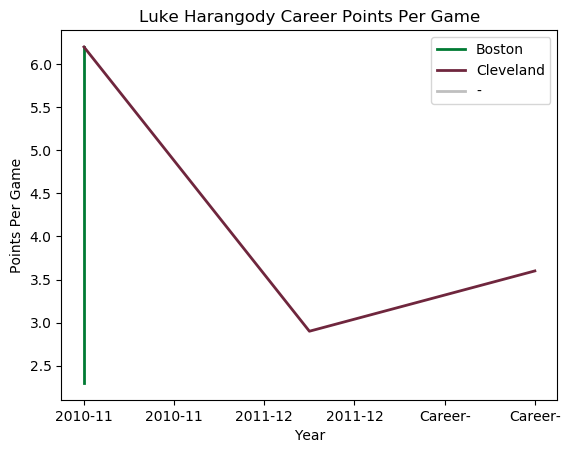 Luke Harangody Career Points Per Game
Boston
Cleveland
-
Points Per Game
6.0
5.5
5.0
4.5
4.0
3.5
3.0
2.5
2010-11 2010-11 2011-12 2011-12 Career- Career-
Year